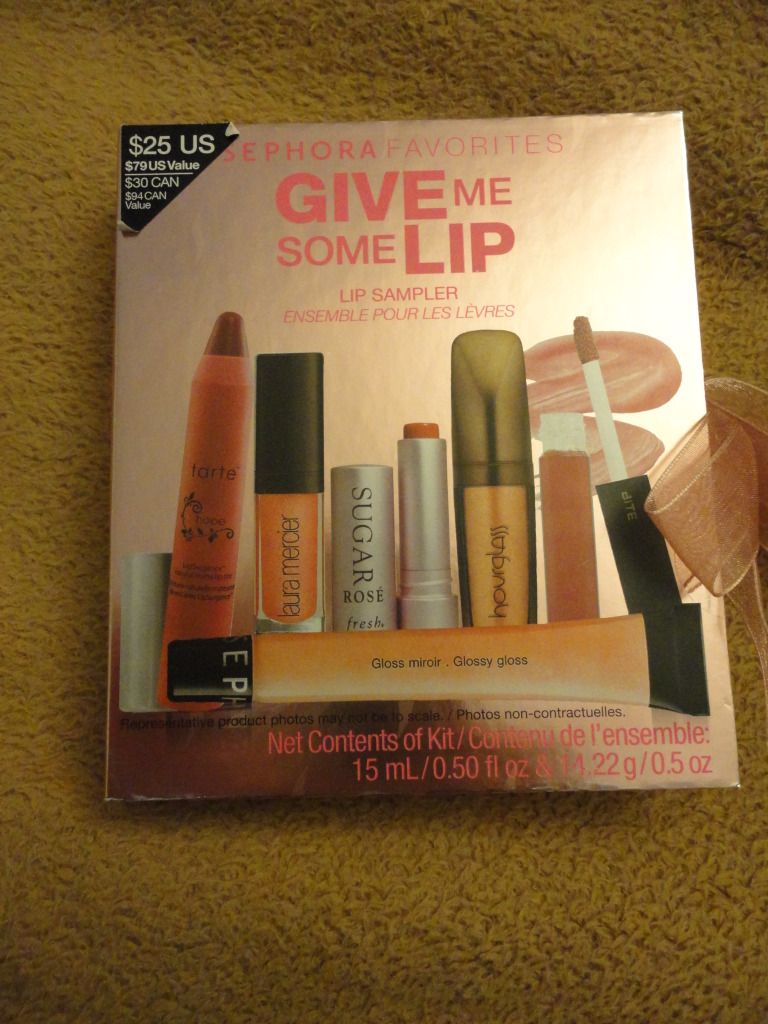 $25 US
$79 US Value
$30 CAN
$94 CAN
Value
SEPHORA FAVORITES
GIVE ME
SOME LIP
LIP SAMPLER
ENSEMBLE POUR LES LÈVRES
tarte
hope
laura mercier
SUGAR
ROSÉ
fresh
hourglass
BITE
Gloss miroir . Glossy gloss
Representative product photos may not be to scale. / Photos non-contractuelles.
Net Contents of Kit / Contenu de l'ensemble:
15 mL / 0.50 fl oz & 14.22 g / 0.5 oz